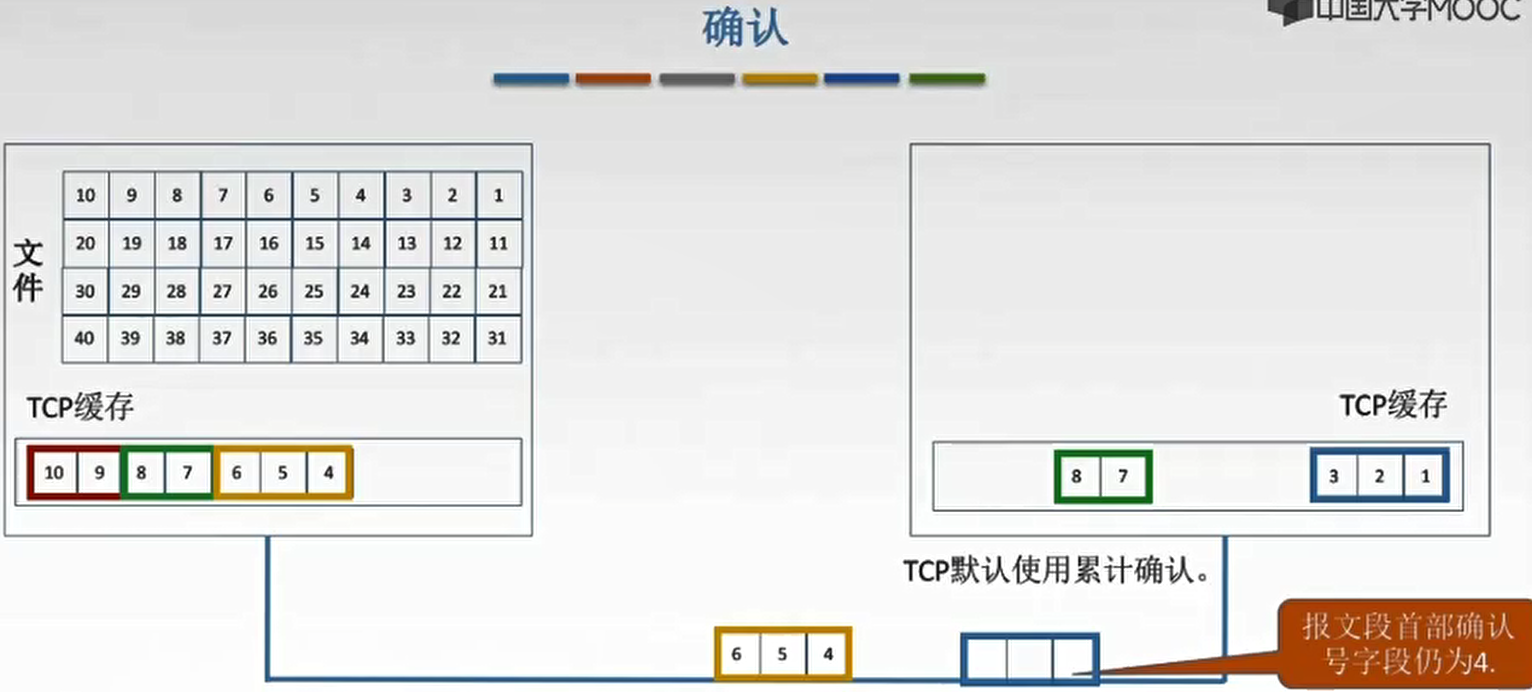 中国大学MOOC
确认
文件
10 9 8 7 6 5 4 3 2 1
20 19 18 17 16 15 14 13 12 11
30 29 28 27 26 25 24 23 22 21
40 39 38 37 36 35 34 33 32 31
TCP缓存
10 9 8 7 6 5 4
TCP缓存
8 7 3 2 1
TCP默认使用累计确认。
6 5 4
报文段首部确认
号字段仍为4.